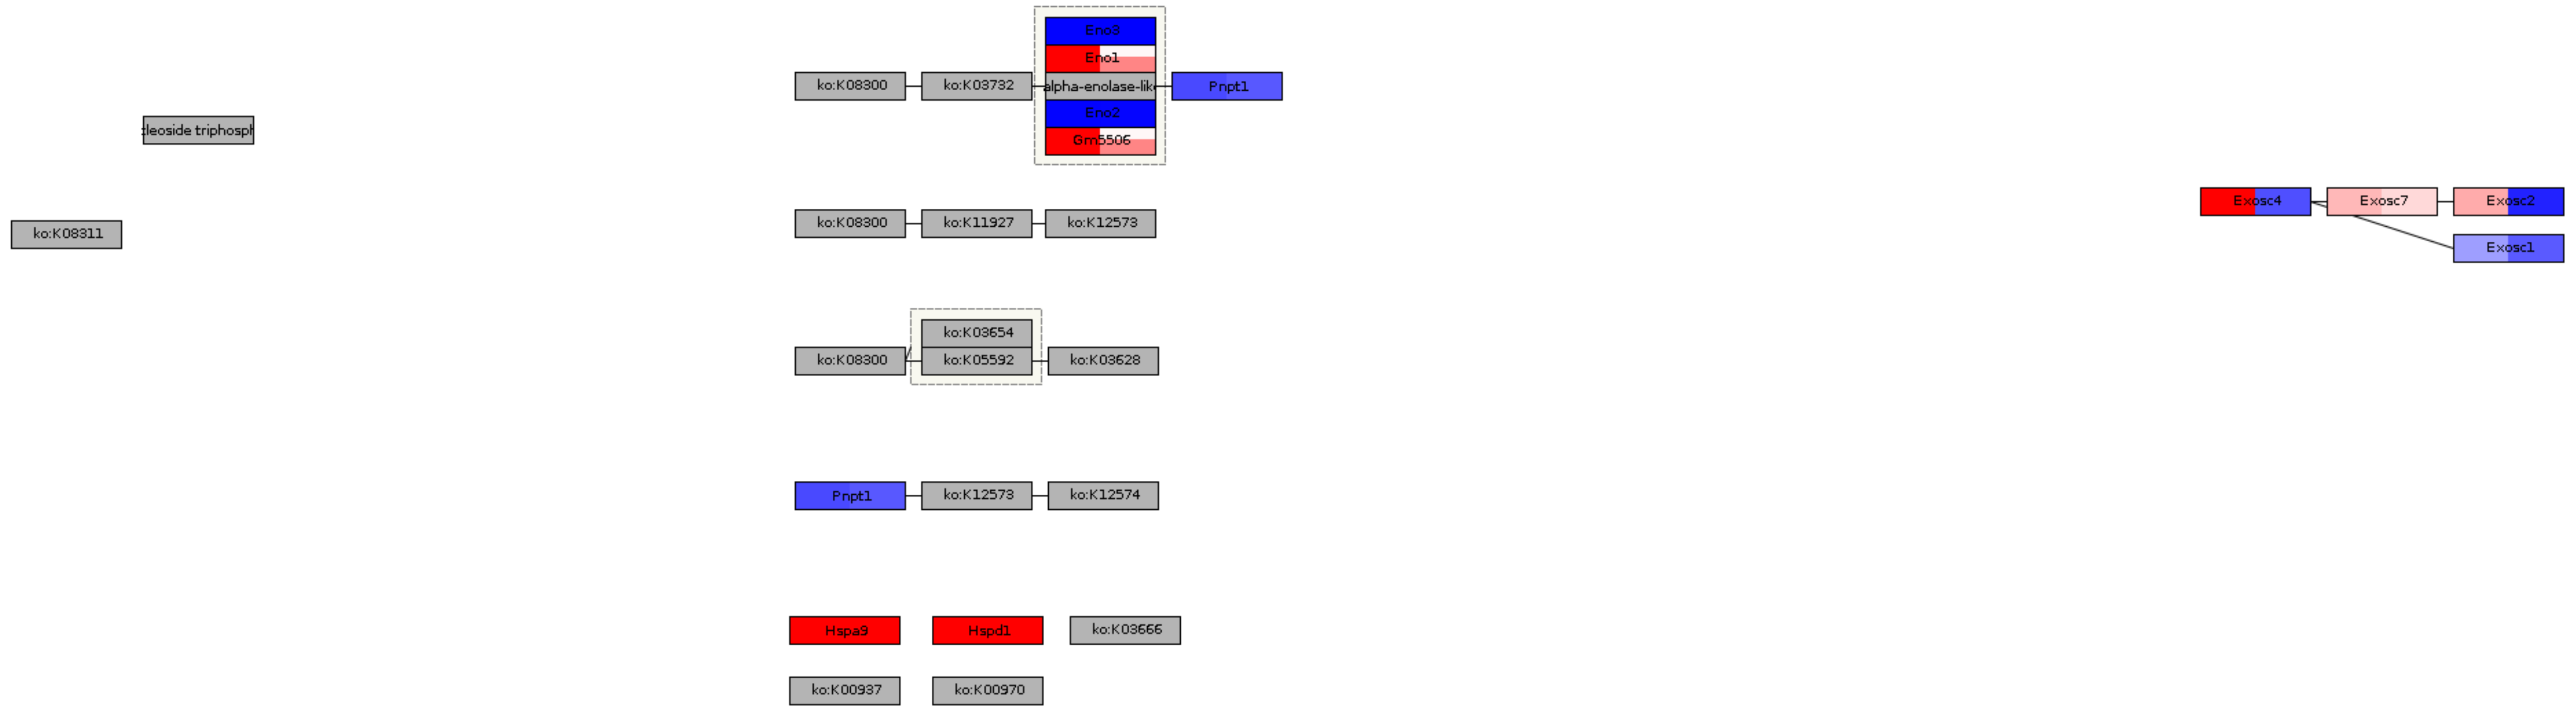 Eno3
Eno1
ko:K08300
ko:K03732
alpha-enolase-lik
Pnpt1
Eno2
leoside triphosp
Gm5506
Exosc4
Exosc7
Exosc2
ko:K08311
ko:K08300
ko:K11927
ko:K12573
Exosc1
ko:K03654
ko:K08300
ko:K05592
ko:K03628
Pnpt1
ko:K12573
ko:K12574
Hspa9
Hspd1
ko:K03666
ko:K00937
ko:K00970